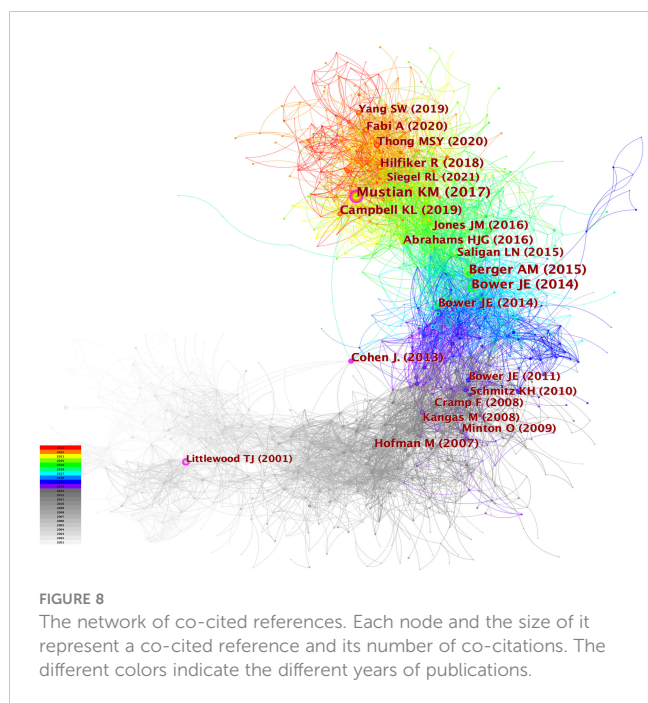 Yang SW (2019)
Fabi A (2020)
Thong MSY (2020)
Hilfiker R (2018)
Siegel RL (2021)
Mustian KM (2017)
Campbell KL (2019)
Jones JM (2016)
Abrahams HJG (2016)
Saligan LN (2015)
Berger AM (2015)
Bower JE (2014)
Bower JE (2014)
Cohen J. (2013)
Bower JE (2011)
Schmitz KH (2010)
Cramp F (2008)
Kangas M (2008)
Minton O (2009)
Hofman M (2007)
Littlewood TJ (2001)
FIGURE 8
The network of co-cited references. Each node and the size of it
represent a co-cited reference and its number of co-citations. The
different colors indicate the different years of publications.